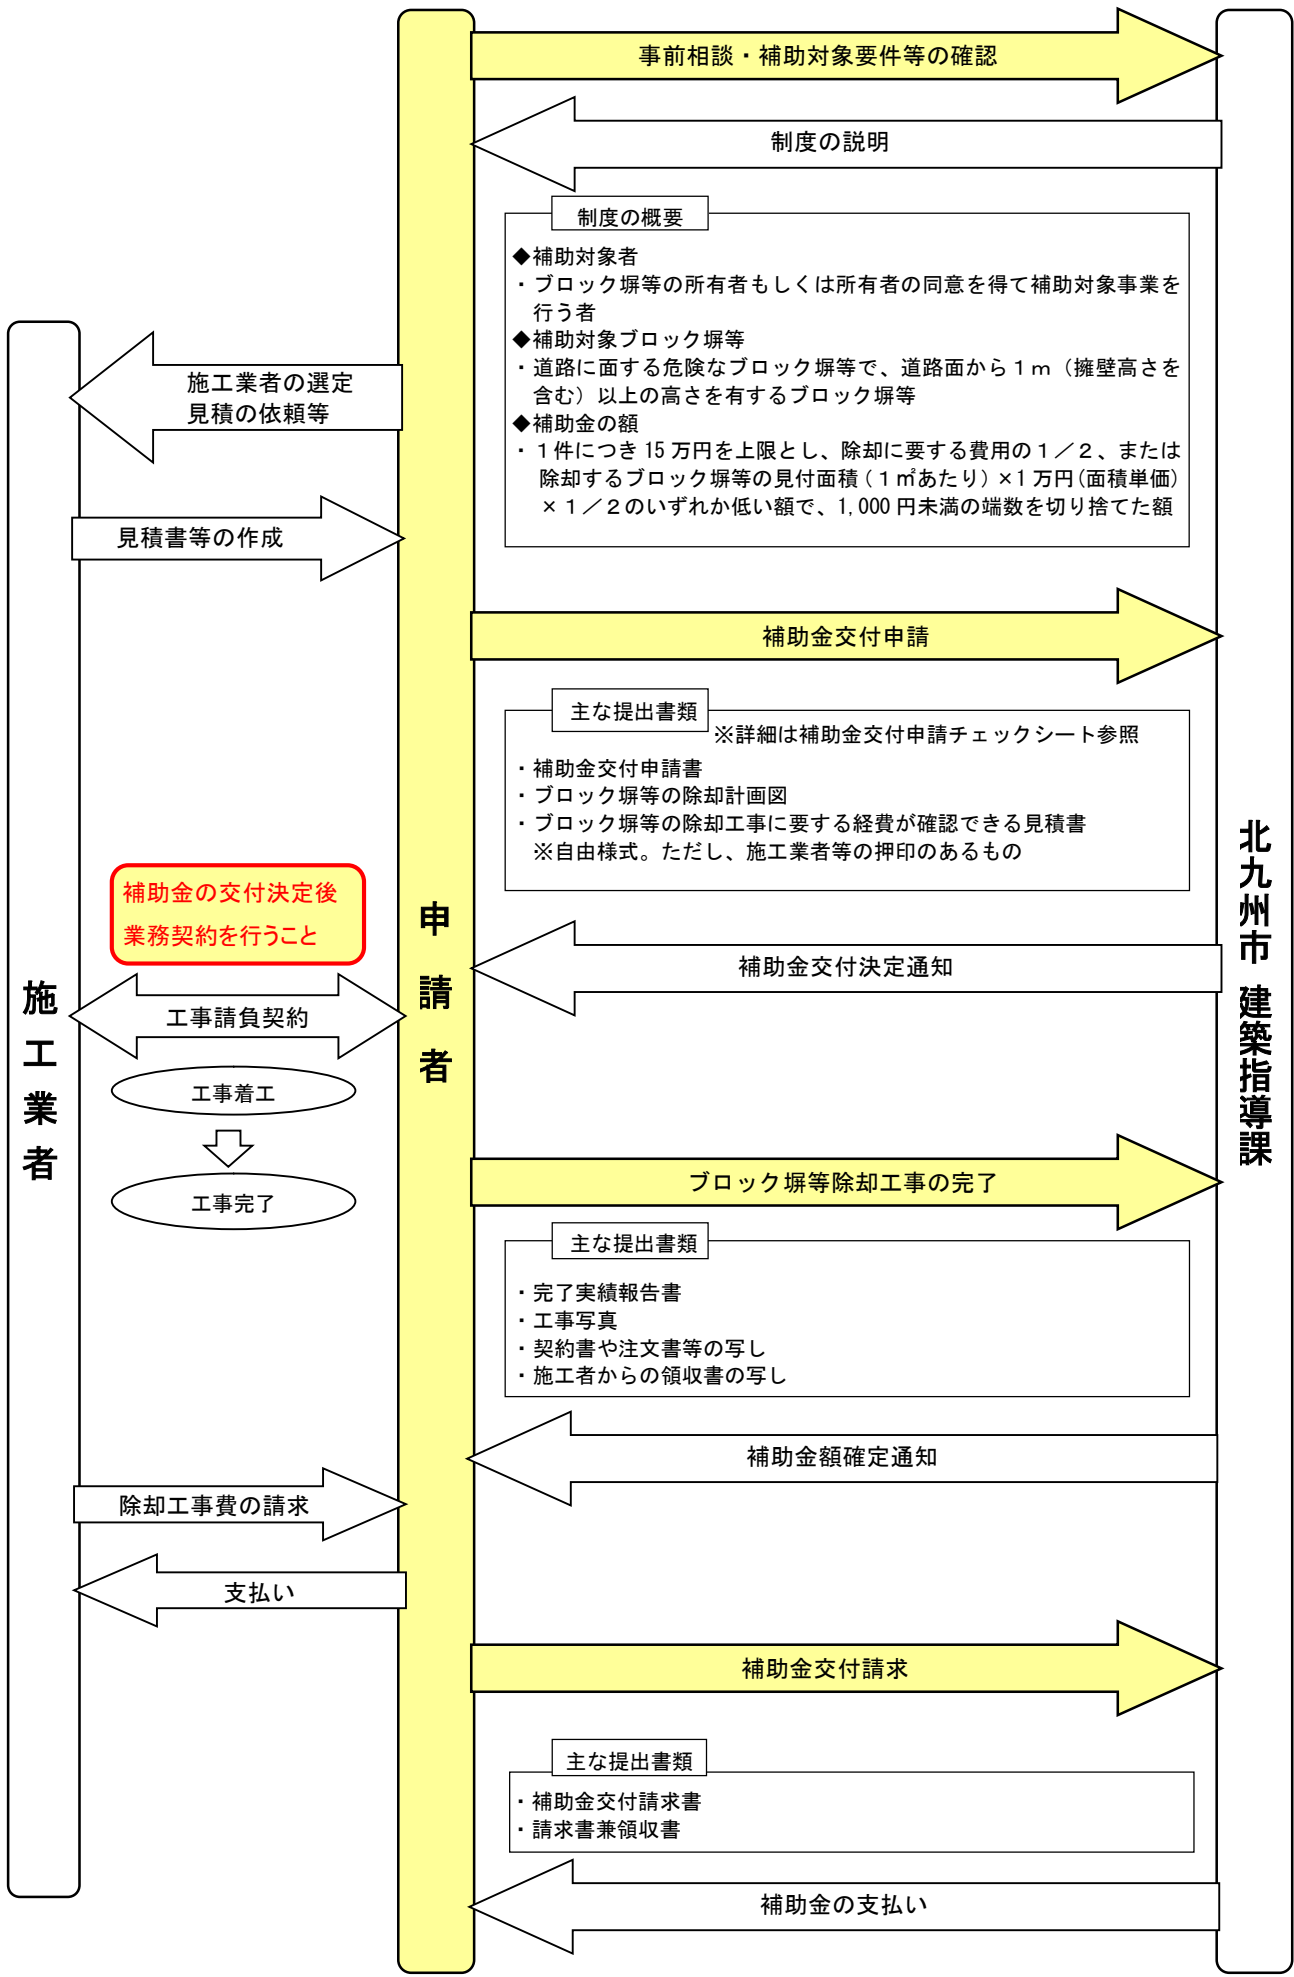 事前相談・補助対象要件等の確認
制度の説明
制度の概要
◆補助対象者
・ブロック塀等の所有者もしくは所有者の同意を得て補助対象事業を
行う者
◆補助対象ブロック塀等
・道路に面する危険なブロック塀等で、道路面から１ｍ（擁壁高さを
含む）以上の高さを有するブロック塀等
◆補助金の額
・１件につき15万円を上限とし、除却に要する費用の１／２、または
除却するブロック塀等の見付面積（１㎡あたり）×1万円(面積単価)
×１／２のいずれか低い額で、1,000円未満の端数を切り捨てた額
施工業者の選定
見積の依頼等
見積書等の作成
補助金交付申請
主な提出書類
※詳細は補助金交付申請チェックシート参照
・補助金交付申請書
・ブロック塀等の除却計画図
・ブロック塀等の除却工事に要する経費が確認できる見積書
※自由様式。ただし、施工業者等の押印のあるもの
補助金の交付決定後
業務契約を行うこと
補助金交付決定通知
工事請負契約
工事着工
工事完了
施工業者
申請者
北九州市 建築指導課
ブロック塀等除却工事の完了
主な提出書類
・完了実績報告書
・工事写真
・契約書や注文書等の写し
・施工者からの領収書の写し
補助金額確定通知
除却工事費の請求
支払い
補助金交付請求
主な提出書類
・補助金交付請求書
・請求書兼領収書
補助金の支払い